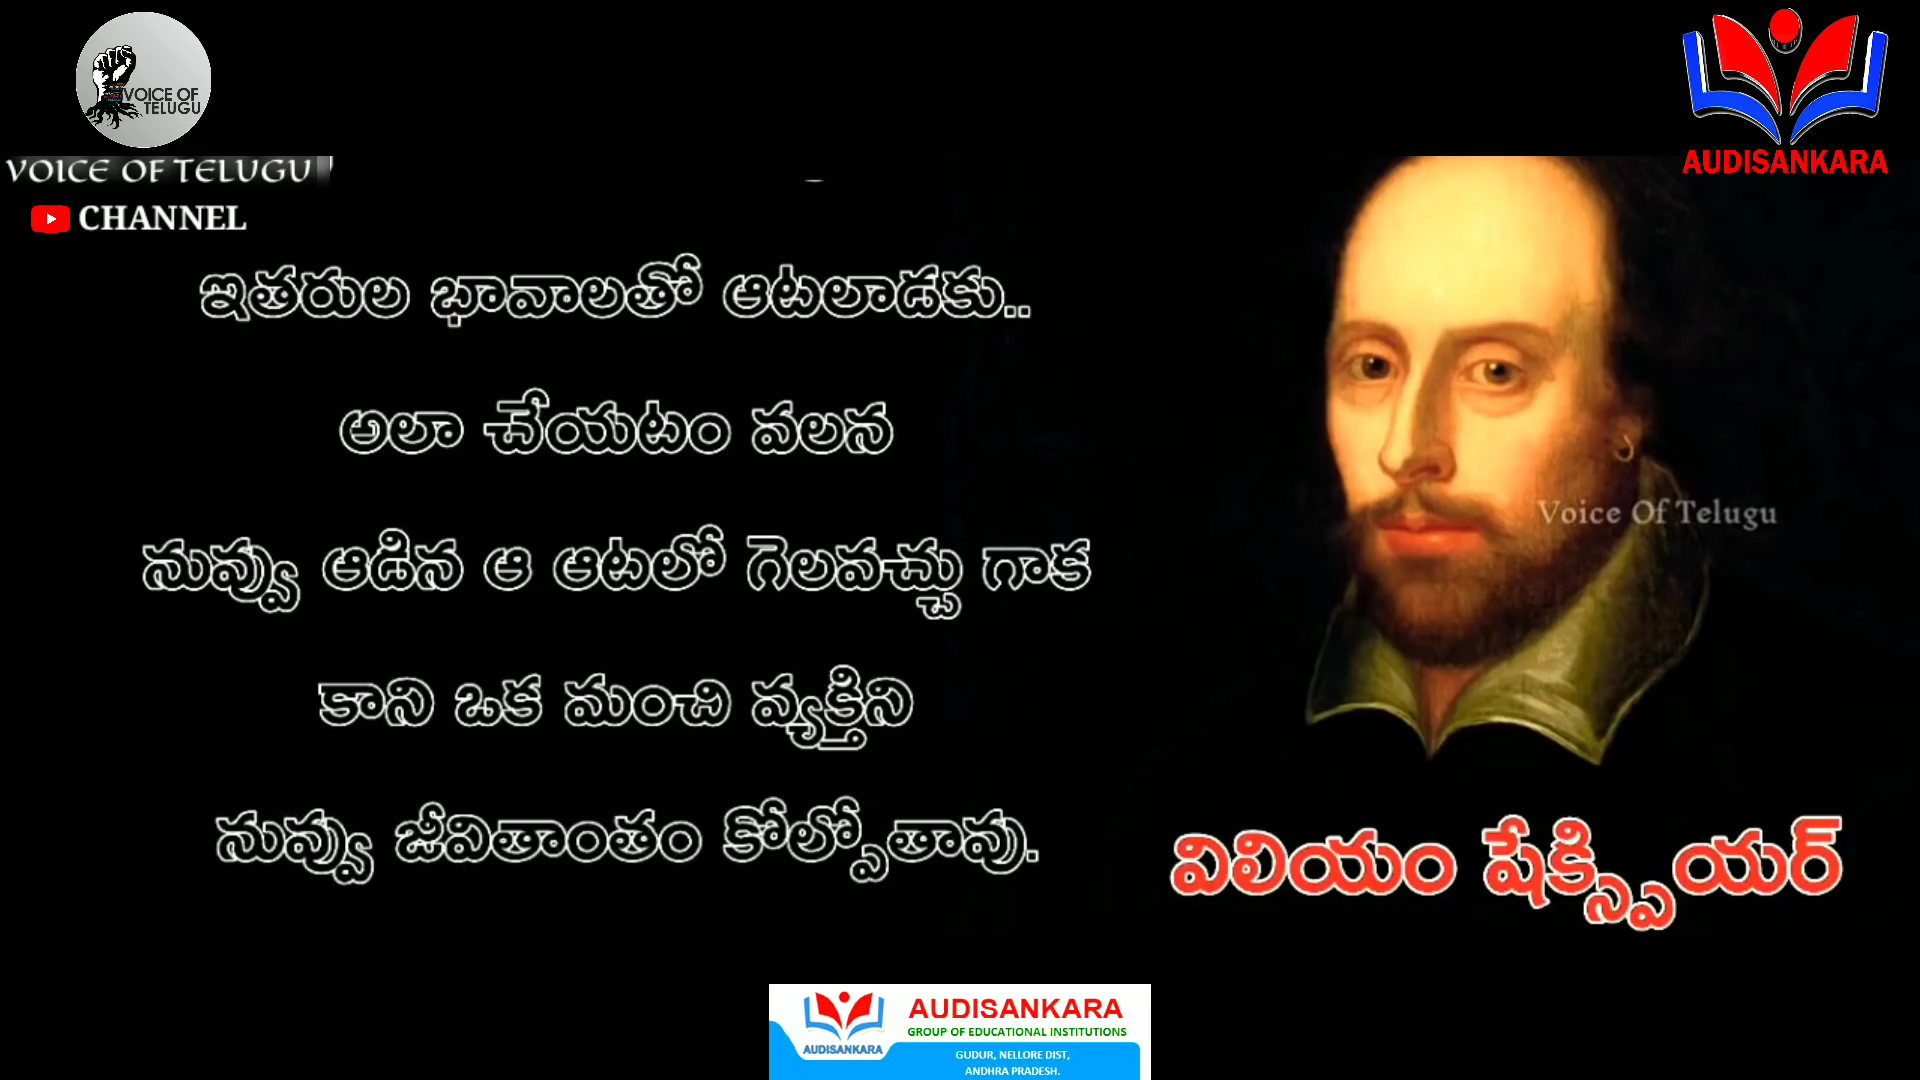 VOICE OF
TELUGU
VOICE OF TELUGU
CHANNEL
AUDISANKARA
ఇతరుల భావాలతో ఆటలాడకు..
అలా చేయటం వలన
నువ్వు ఆడిన ఆ ఆటలో గెలవచ్చు గాక
కాని ఒక మంచి వ్యక్తిని
నువ్వు జీవితాంతం కోల్పోతావు.
Voice Of Telugu
విలియం షేక్స్పియర్
AUDISANKARA
AUDISANKARA
GROUP OF EDUCATIONAL INSTITUTIONS
GUDUR, NELLORE DIST,
ANDHRA PRADESH.